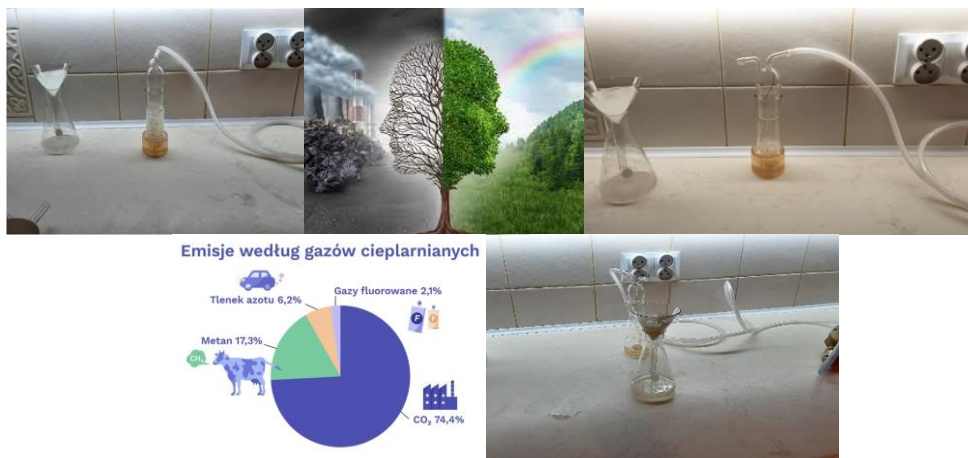 Emisje według gazów cieplarnianych
Gazy fluorowane 2,1%
Tlenek azotu 6,2%
F
Metan 17,3%
CH₄
CO₂ 74,4%